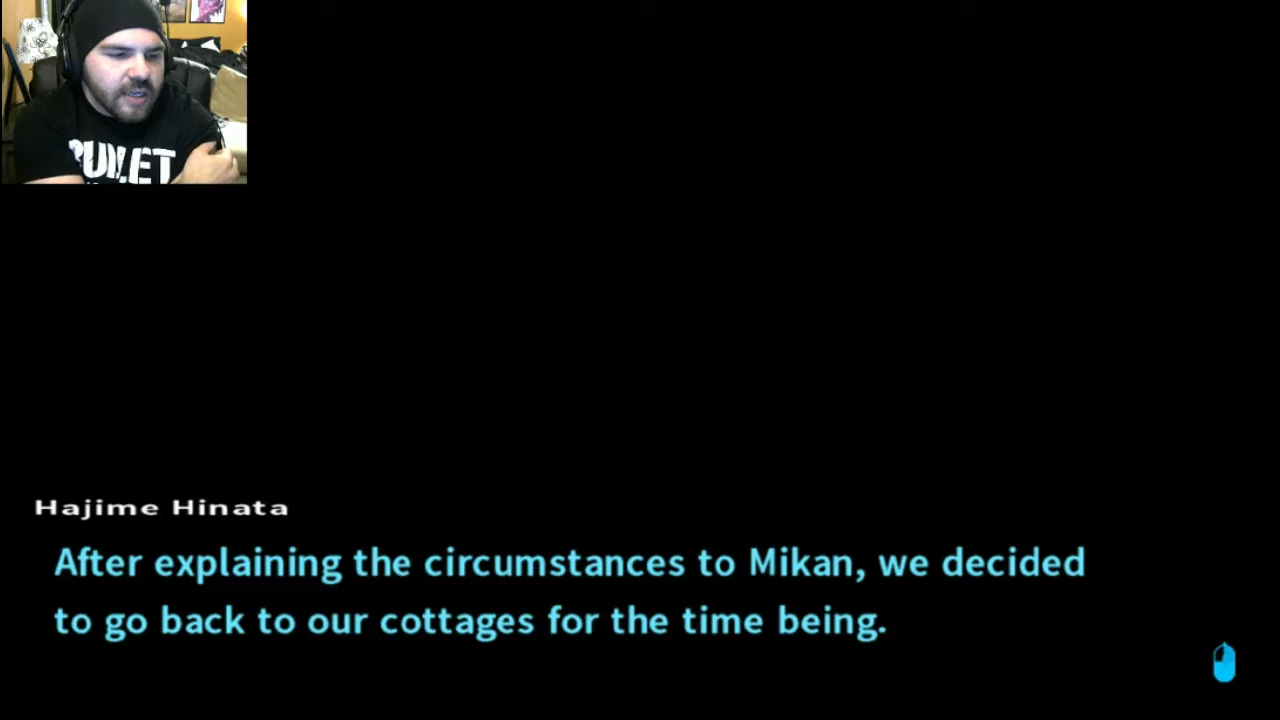 Hajime Hinata
After explaining the circumstances to Mikan, we decided
to go back to our cottages for the time being.